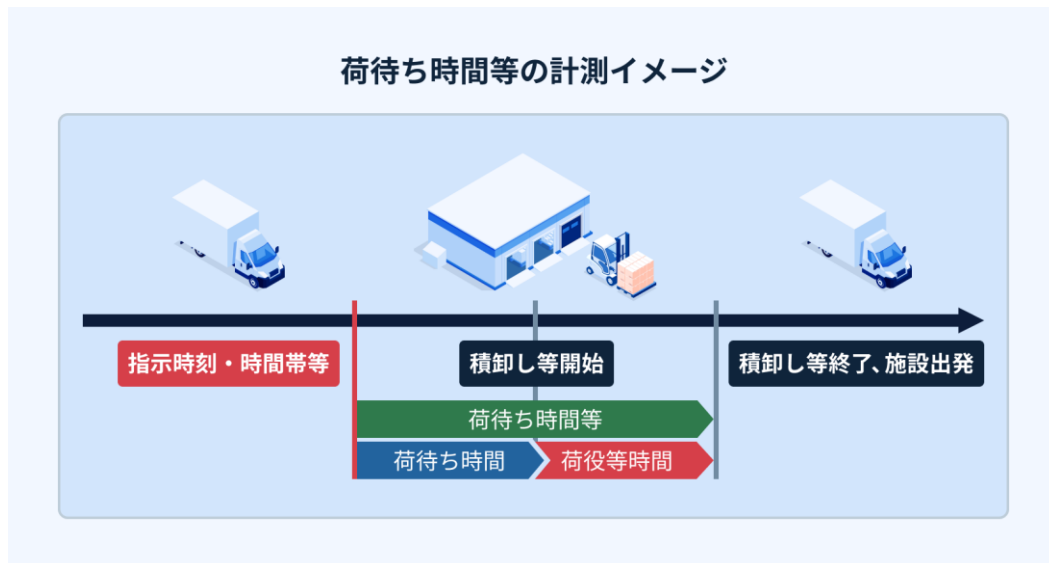 荷待ち時間等の計測イメージ
指示時刻・時間帯等
積卸し等開始
積卸し等終了、施設出発
荷待ち時間等
荷待ち時間
荷役等時間